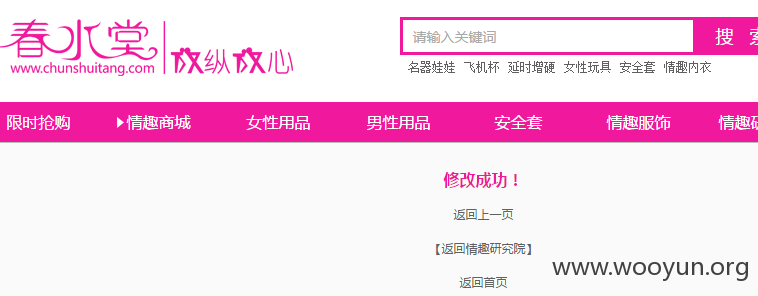 春水堂 放纵放心
www.chunshuitang.com
请输入关键词 搜 索
名器娃娃 飞机杯 延时增硬 女性玩具 安全套 情趣内衣
限时抢购 情趣商城 女性用品 男性用品 安全套 情趣服饰 情趣研
修改成功！
返回上一页
【返回情趣研究院】
返回首页
www.wooyun.org